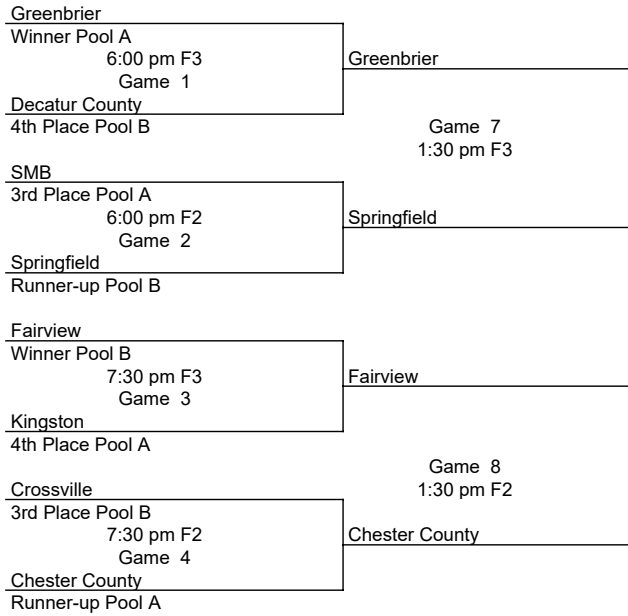 Greenbrier
Winner Pool A
6:00 pm F3
Greenbrier
Game 1
Decatur County
4th Place Pool B
Game 7
1:30 pm F3
SMB
3rd Place Pool A
6:00 pm F2
Springfield
Game 2
Springfield
Runner-up Pool B
Fairview
Winner Pool B
7:30 pm F3
Fairview
Game 3
Kingston
4th Place Pool A
Game 8
1:30 pm F2
Crossville
3rd Place Pool B
7:30 pm F2
Chester County
Game 4
Chester County
Runner-up Pool A